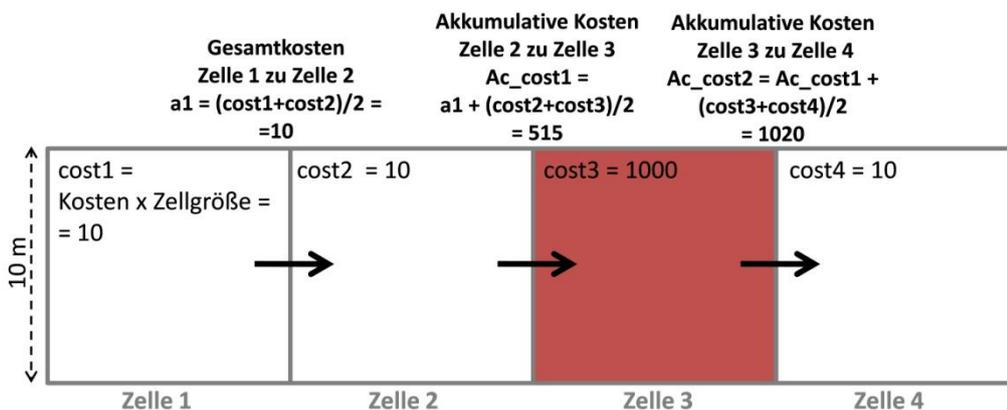 Gesamtkosten
Zelle 1 zu Zelle 2
a1 = (cost1+cost2)/2 =
=10
Akkumulative Kosten
Zelle 2 zu Zelle 3
Ac_cost1 =
a1 + (cost2+cost3)/2
= 515
Akkumulative Kosten
Zelle 3 zu Zelle 4
Ac_cost2 = Ac_cost1 +
(cost3+cost4)/2
= 1020
10 m
cost1 =
Kosten x Zellgröße =
= 10
cost2 = 10
cost3 = 1000
cost4 = 10
Zelle 1
Zelle 2
Zelle 3
Zelle 4